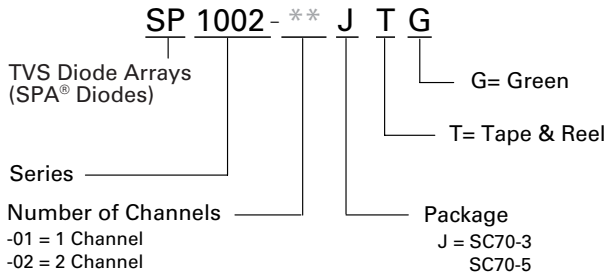 SP 1002 - ** J T G
TVS Diode Arrays
(SPA® Diodes)
G= Green
T= Tape & Reel
Series
Number of Channels
-01 = 1 Channel
-02 = 2 Channel
Package
J = SC70-3
SC70-5